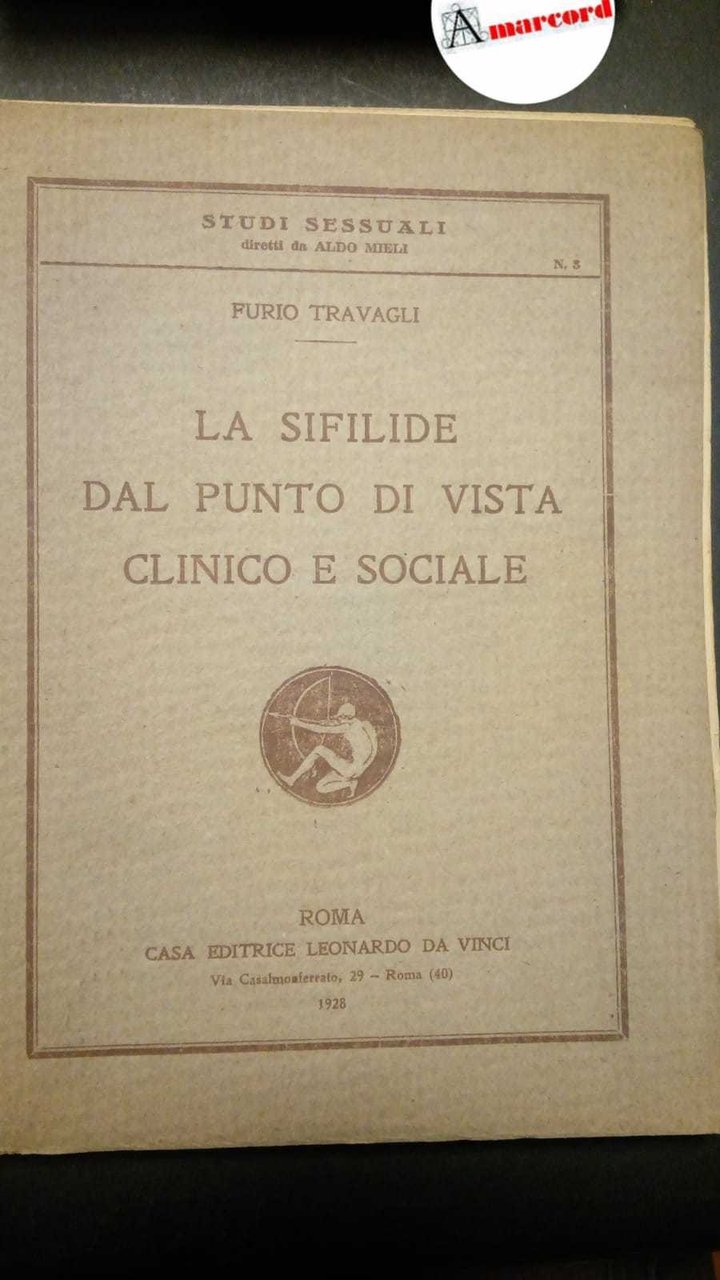 Amarcord
STUDI SESSUALI
diretti da ALDO MIELI
N. 3
FURIO TRAVAGLI
LA SIFILIDE
DAL PUNTO DI VISTA
CLINICO E SOCIALE
ROMA
CASA EDITRICE LEONARDO DA VINCI
Via Casalmonferrato, 29 – Roma (40)
1928